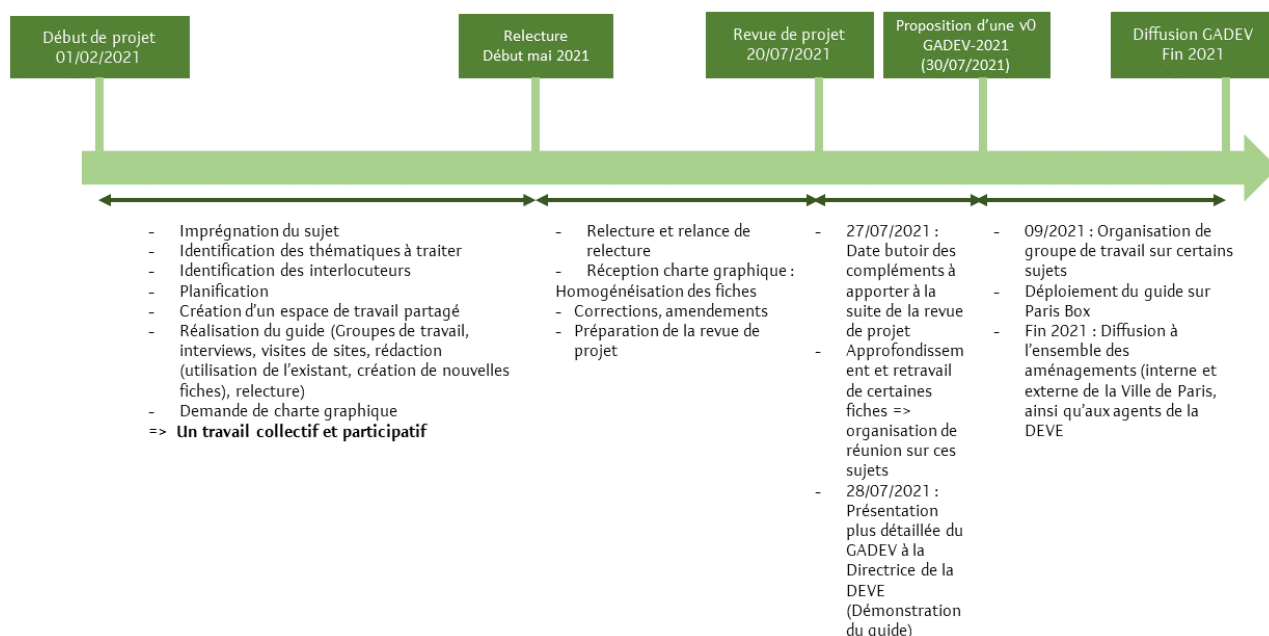 Début de projet
01/02/2021
Relecture
Début mai 2021
Revue de projet
20/07/2021
Proposition d'une v0
GADEV-2021
(30/07/2021)
Diffusion GADEV
Fin 2021
- Imprégnation du sujet
- Identification des thématiques à traiter
- Identification des interlocuteurs
- Planification
- Création d'un espace de travail partagé
- Réalisation du guide (Groupes de travail,
interviews, visites de sites, rédaction
(utilisation de l'existant, création de nouvelles
fiches), relecture)
- Demande de charte graphique
=> Un travail collectif et participatif
- Relecture et relance de
relecture
- Réception charte graphique :
Homogénéisation des fiches
- Corrections, amendements
- Préparation de la revue de
projet
- 27/07/2021 :
Date butoir des
compléments à
apporter à la
suite de la revue
de projet
- Approfondissem
ent et retravail
de certaines
fiches =>
organisation de
réunion sur ces
sujets
- 28/07/2021 :
Présentation
plus détaillée du
GADEV à la
Directrice de la
DEVE
(Démonstration
du guide)
- 09/2021 : Organisation de
groupe de travail sur certains
sujets
- Déploiement du guide sur
Paris Box
- Fin 2021 : Diffusion à
l'ensemble des
aménagements (interne et
externe de la Ville de Paris,
ainsi qu'aux agents de la
DEVE